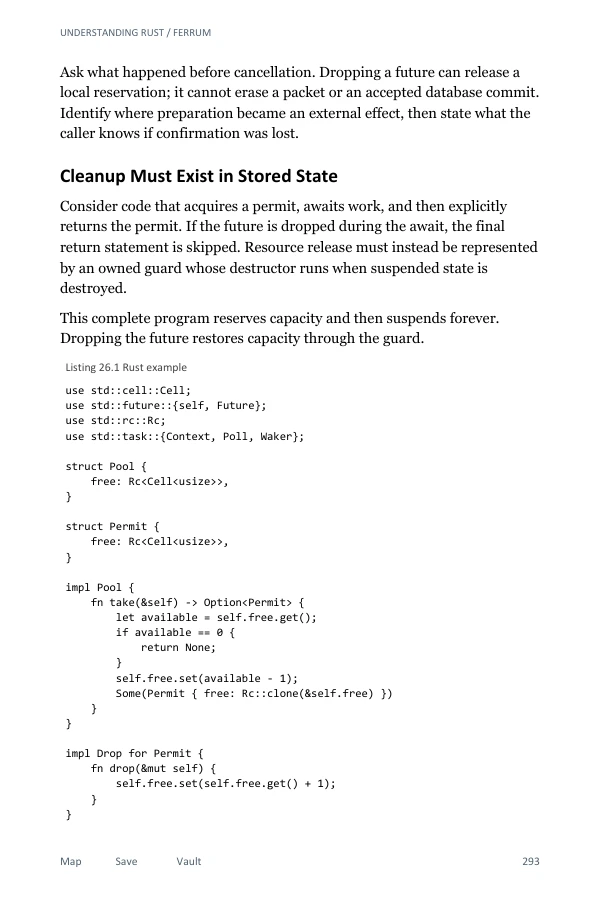 UNDERSTANDING RUST / FERRUM
Ask what happened before cancellation. Dropping a future can release a
local reservation; it cannot erase a packet or an accepted database commit.
Identify where preparation became an external effect, then state what the
caller knows if confirmation was lost.
Cleanup Must Exist in Stored State
Consider code that acquires a permit, awaits work, and then explicitly
returns the permit. If the future is dropped during the await, the final
return statement is skipped. Resource release must instead be represented
by an owned guard whose destructor runs when suspended state is
destroyed.
This complete program reserves capacity and then suspends forever.
Dropping the future restores capacity through the guard.
Listing 26.1 Rust example
use std::cell::Cell;
use std::future::{self, Future};
use std::rc::Rc;
use std::task::{Context, Poll, Waker};
struct Pool {
    free: Rc<Cell<usize>>,
}
struct Permit {
    free: Rc<Cell<usize>>,
}
impl Pool {
    fn take(&self) -> Option<Permit> {
        let available = self.free.get();
        if available == 0 {
            return None;
        }
        self.free.set(available - 1);
        Some(Permit { free: Rc::clone(&self.free) })
    }
}
impl Drop for Permit {
    fn drop(&mut self) {
        self.free.set(self.free.get() + 1);
    }
}
Map Save Vault 293